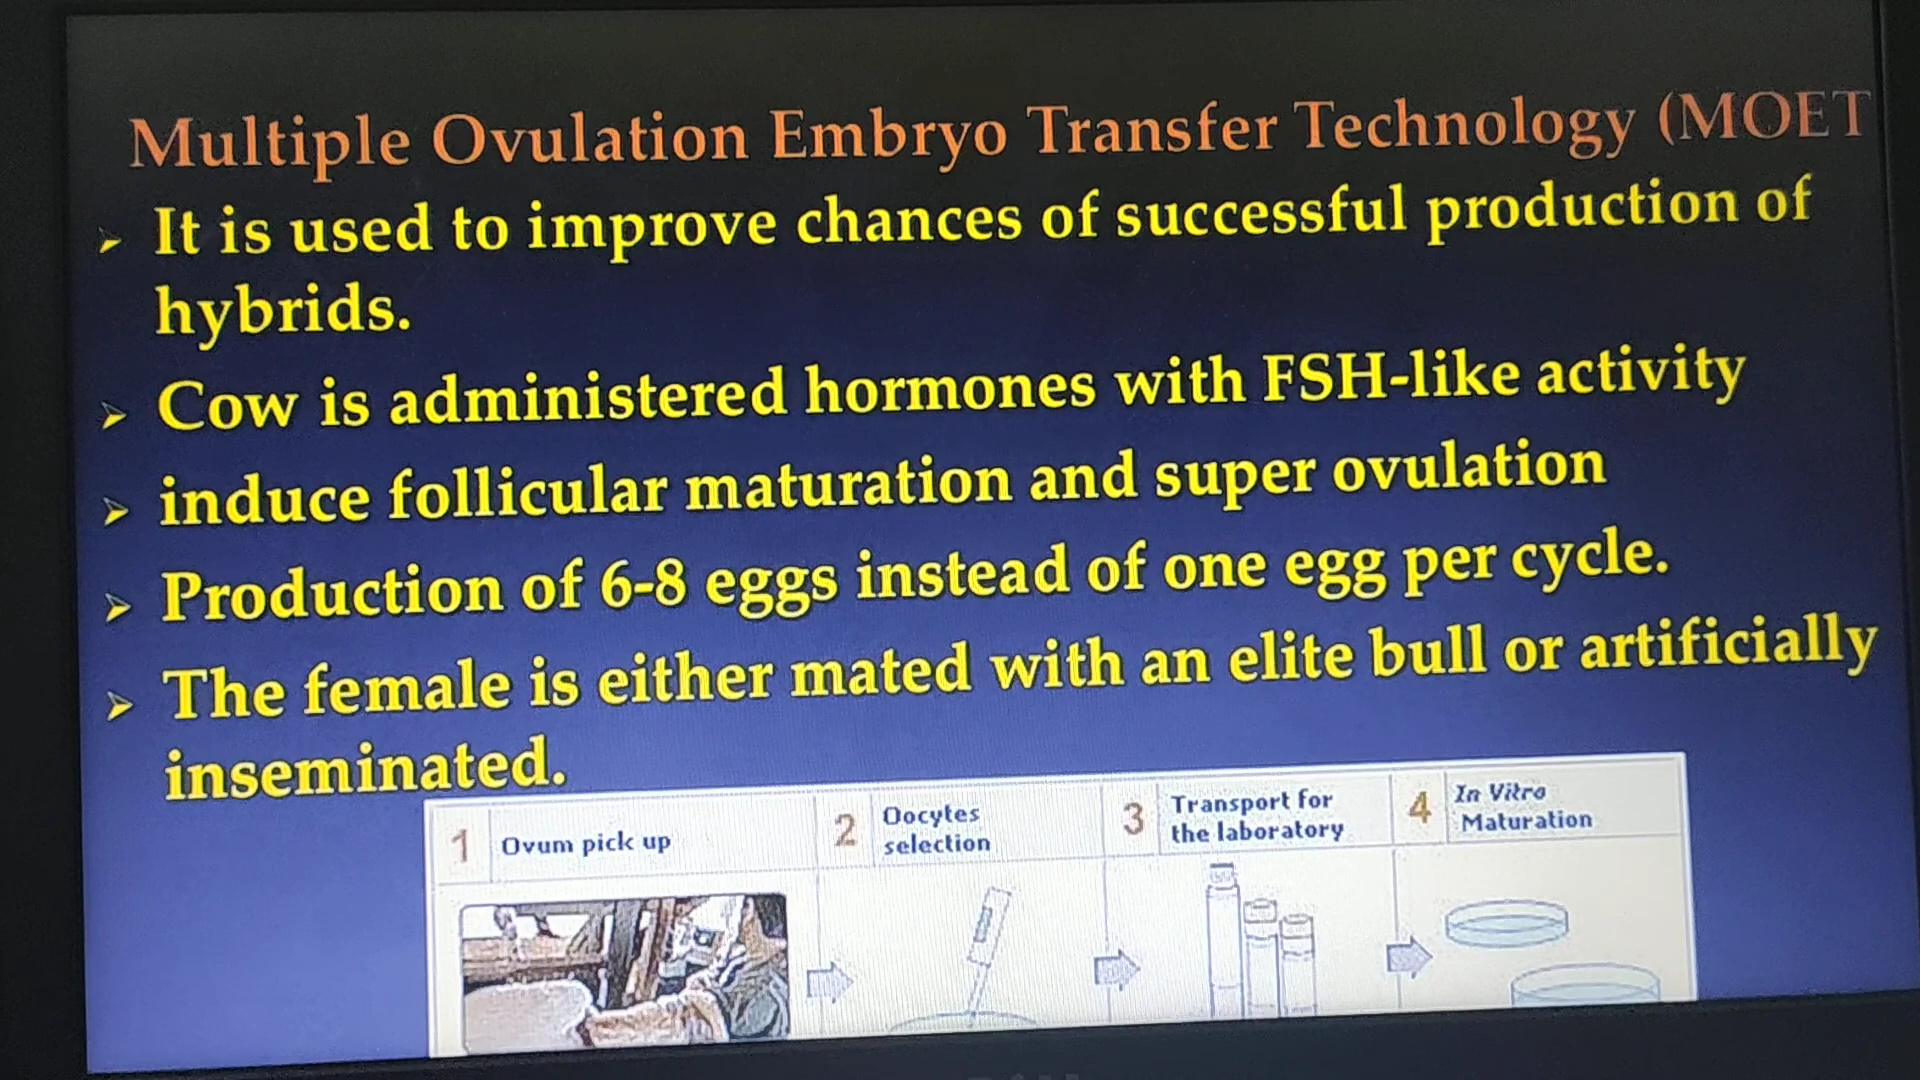 Multiple Ovulation Embryo Transfer Technology (MOET
➢ It is used to improve chances of successful production of
hybrids.
➢ Cow is administered hormones with FSH-like activity
➢ induce follicular maturation and super ovulation
➢ Production of 6-8 eggs instead of one egg per cycle.
➢ The female is either mated with an elite bull or artificially
inseminated.
1 Ovum pick up
2 Oocytes
selection
3 Transport for
the laboratory
4 In Vitro
Maturation